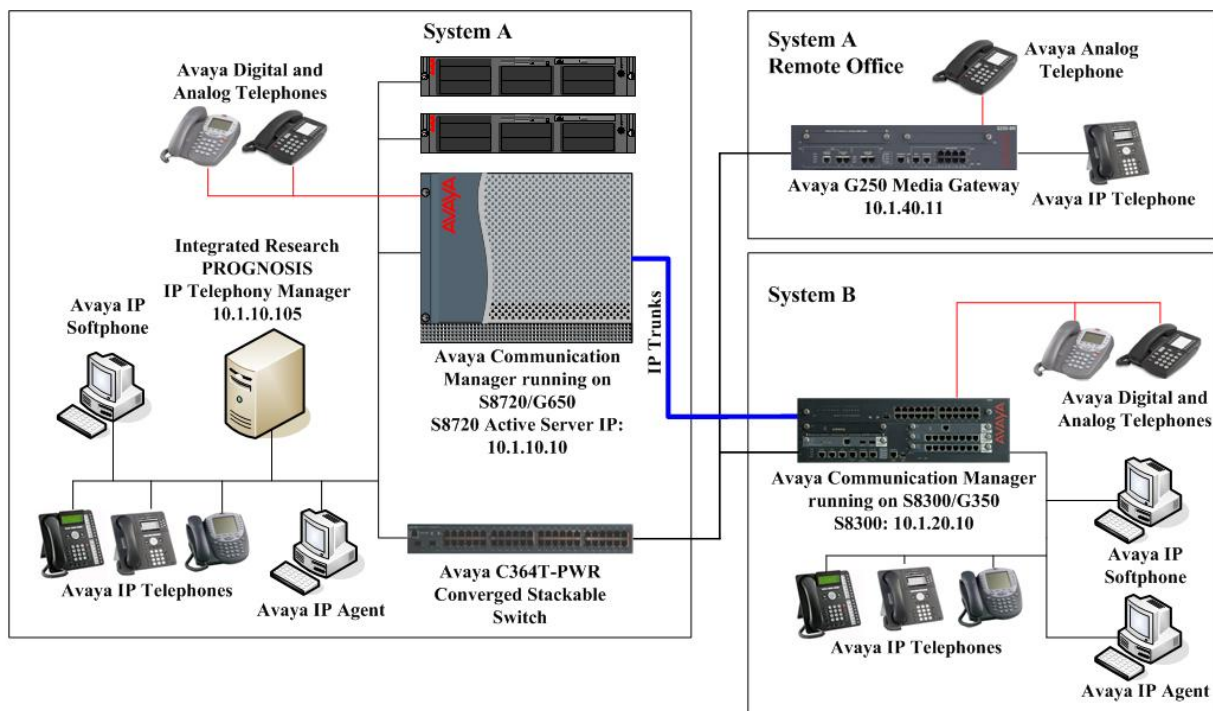 System A
Avaya Digital and
Analog Telephones
AVAYA
Integrated Research
PROGNOSIS
IP Telephony Manager
10.1.10.105
Avaya IP
Softphone
Avaya Communication
Manager running on
S8720/G650
S8720 Active Server IP:
10.1.10.10
IP Trunks
Avaya IP Telephones
Avaya IP Agent
Avaya C364T-PWR
Converged Stackable
Switch
System A
Remote Office
Avaya Analog
Telephone
Avaya G250 Media Gateway
10.1.40.11
Avaya IP Telephone
System B
Avaya Digital and
Analog Telephones
AVAYA
Avaya Communication Manager
running on S8300/G350
S8300: 10.1.20.10
Avaya IP
Softphone
Avaya IP Telephones
Avaya IP Agent